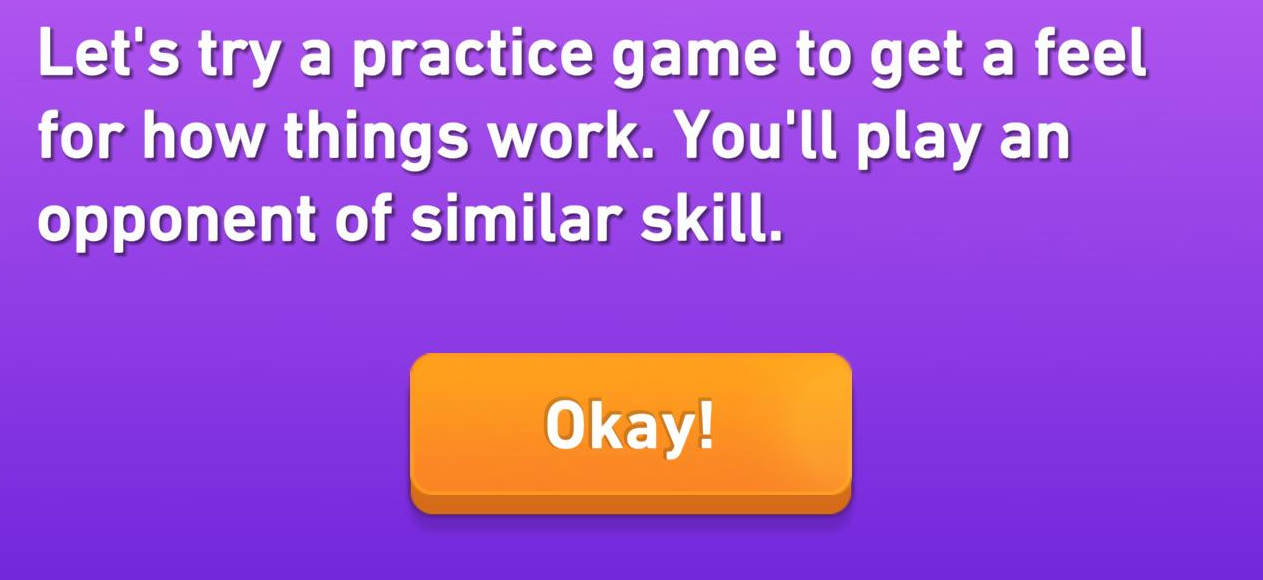 Let's try a practice game to get a feel
for how things work. You'll play an
opponent of similar skill.
Okay!